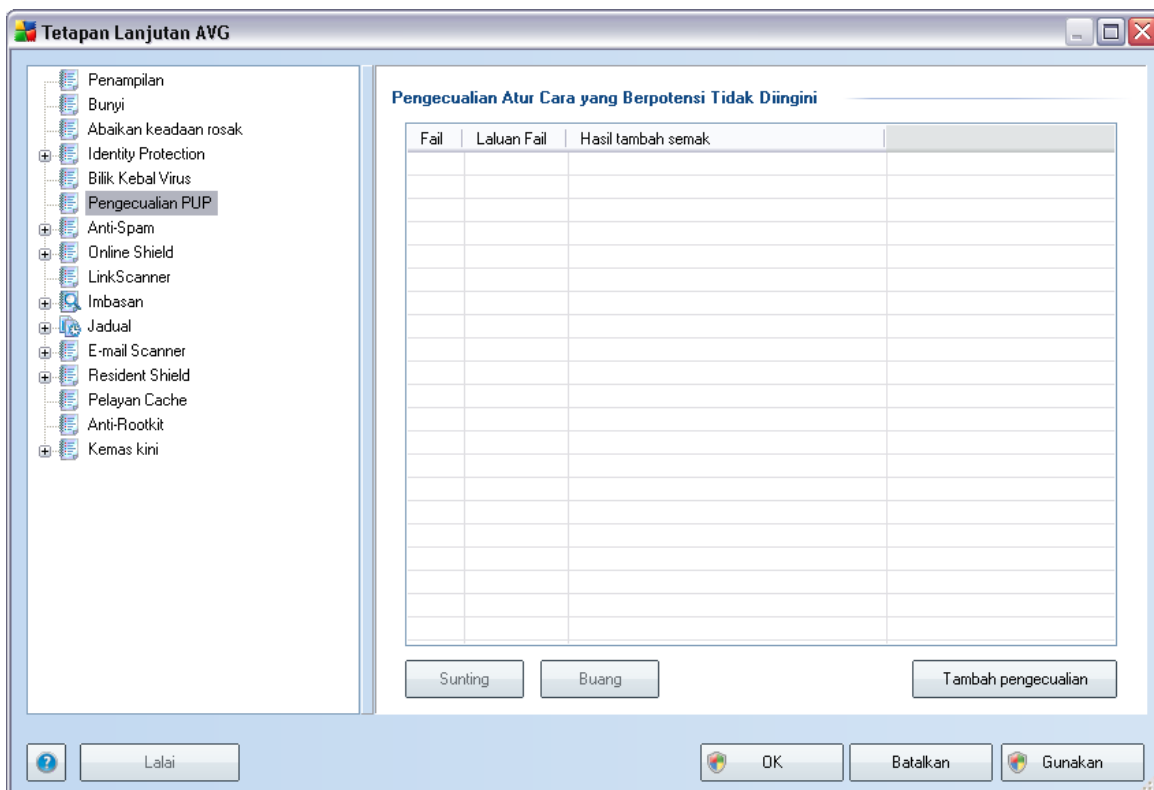 Tetapan Lanjutan AVG
Penampilan
Bunyi
Abaikan keadaan rosak
Identity Protection
Bilik Kebal Virus
Pengecualian PUP
Anti-Spam
Online Shield
LinkScanner
Imbasan
Jadual
E-mail Scanner
Resident Shield
Pelayan Cache
Anti-Rootkit
Kemas kini
Pengecualian Atur Cara yang Berpotensi Tidak Diingini
Fail Laluan Fail Hasil tambah semak
Sunting Buang Tambah pengecualian
? Lalai OK Batalkan Gunakan